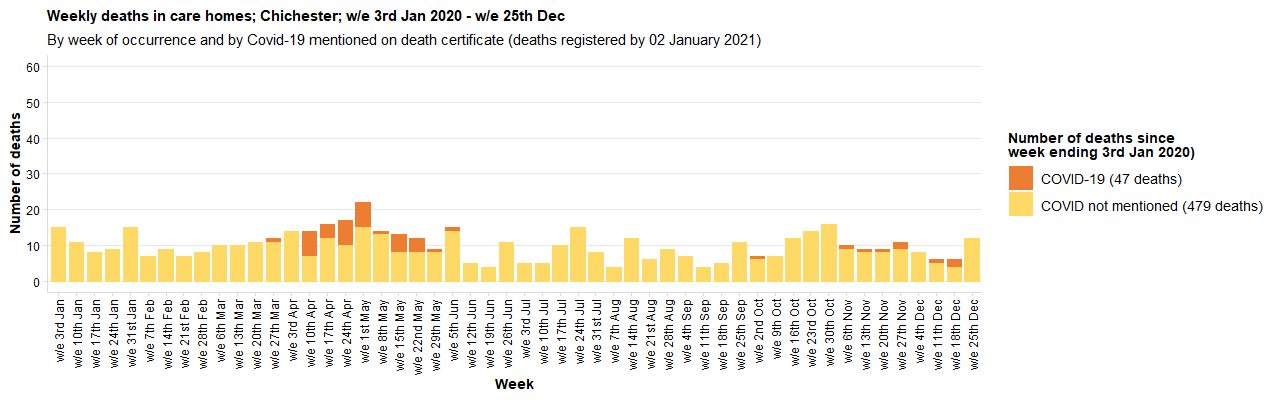 Weekly deaths in care homes; Chichester; w/e 3rd Jan 2020 - w/e 25th Dec
By week of occurrence and by Covid-19 mentioned on death certificate (deaths registered by 02 January 2021)
Number of deaths
60
50
40
30
20
10
0
w/e 3rd Jan
w/e 10th Jan
w/e 17th Jan
w/e 24th Jan
w/e 31st Jan
w/e 7th Feb
w/e 14th Feb
w/e 21st Feb
w/e 28th Feb
w/e 6th Mar
w/e 13th Mar
w/e 20th Mar
w/e 27th Mar
w/e 3rd Apr
w/e 10th Apr
w/e 17th Apr
w/e 24th Apr
w/e 1st May
w/e 8th May
w/e 15th May
w/e 22nd May
w/e 29th May
w/e 5th Jun
w/e 12th Jun
w/e 19th Jun
w/e 26th Jun
w/e 3rd Jul
w/e 10th Jul
w/e 17th Jul
w/e 24th Jul
w/e 31st Jul
w/e 7th Aug
w/e 14th Aug
w/e 21st Aug
w/e 28th Aug
w/e 4th Sep
w/e 11th Sep
w/e 18th Sep
w/e 25th Sep
w/e 2nd Oct
w/e 9th Oct
w/e 16th Oct
w/e 23rd Oct
w/e 30th Oct
w/e 6th Nov
w/e 13th Nov
w/e 20th Nov
w/e 27th Nov
w/e 4th Dec
w/e 11th Dec
w/e 18th Dec
w/e 25th Dec
Week
Number of deaths since
week ending 3rd Jan 2020)
COVID-19 (47 deaths)
COVID not mentioned (479 deaths)